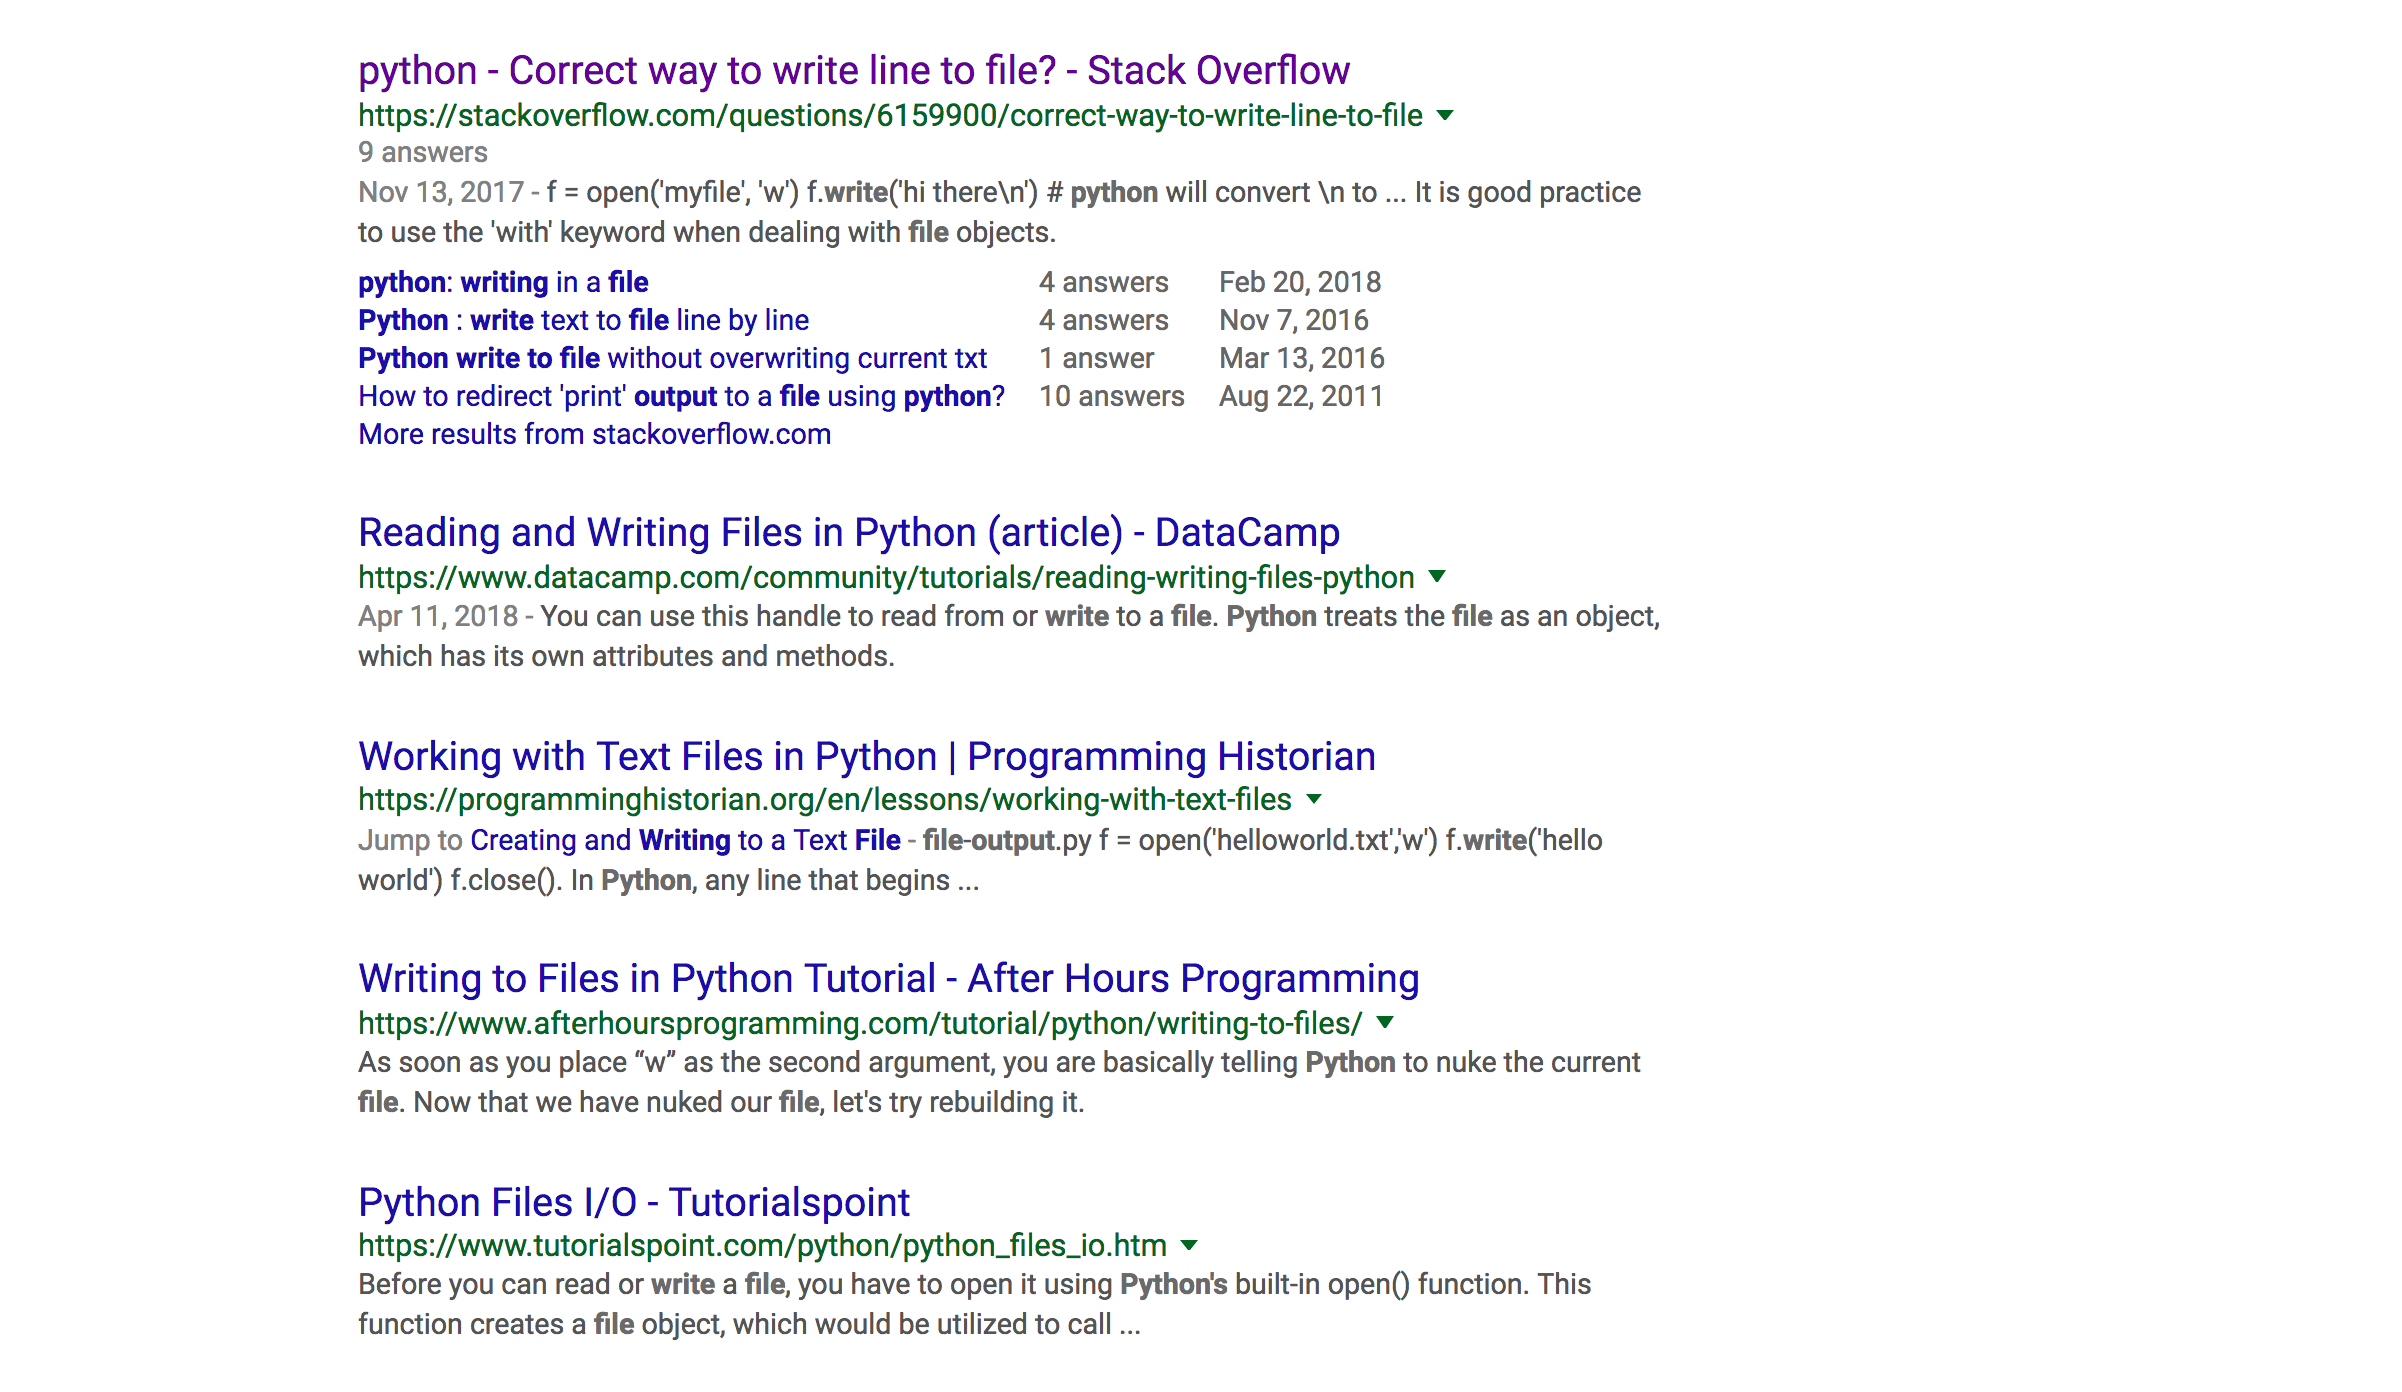 python - Correct way to write line to file? - Stack Overflow
https://stackoverflow.com/questions/6159900/correct-way-to-write-line-to-file
9 answers
Nov 13, 2017 - f = open('myfile', 'w') f.write('hi there\n') # python will convert \n to ... It is good practice
to use the 'with' keyword when dealing with file objects.
python: writing in a file 4 answers Feb 20, 2018
Python : write text to file line by line 4 answers Nov 7, 2016
Python write to file without overwriting current txt 1 answer Mar 13, 2016
How to redirect 'print' output to a file using python? 10 answers Aug 22, 2011
More results from stackoverflow.com
Reading and Writing Files in Python (article) - DataCamp
https://www.datacamp.com/community/tutorials/reading-writing-files-python
Apr 11, 2018 - You can use this handle to read from or write to a file. Python treats the file as an object,
which has its own attributes and methods.
Working with Text Files in Python | Programming Historian
https://programminghistorian.org/en/lessons/working-with-text-files
Jump to Creating and Writing to a Text File - file-output.py f = open('helloworld.txt','w') f.write('hello
world') f.close(). In Python, any line that begins ...
Writing to Files in Python Tutorial - After Hours Programming
https://www.afterhoursprogramming.com/tutorial/python/writing-to-files/
As soon as you place “w” as the second argument, you are basically telling Python to nuke the current
file. Now that we have nuked our file, let's try rebuilding it.
Python Files I/O - Tutorialspoint
https://www.tutorialspoint.com/python/python_files_io.htm
Before you can read or write a file, you have to open it using Python's built-in open() function. This
function creates a file object, which would be utilized to call ...